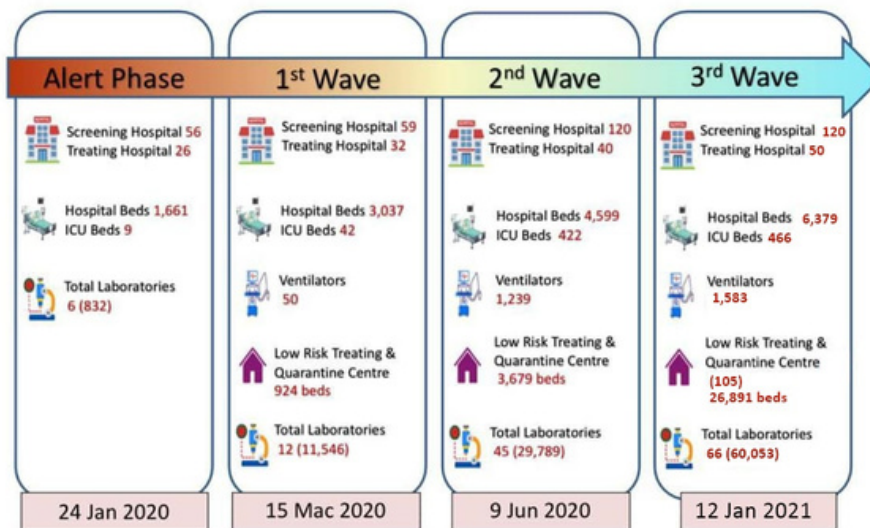 Alert Phase
1st Wave
2nd Wave
3rd Wave
Screening Hospital 56
Treating Hospital 26
Hospital Beds 1,661
ICU Beds 9
Total Laboratories
6 (832)
24 Jan 2020
Screening Hospital 59
Treating Hospital 32
Hospital Beds 3,037
ICU Beds 42
Ventilators
50
Low Risk Treating &
Quarantine Centre
924 beds
Total Laboratories
12 (11,546)
15 Mac 2020
Screening Hospital 120
Treating Hospital 40
Hospital Beds 4,599
ICU Beds 422
Ventilators
1,239
Low Risk Treating &
Quarantine Centre
3,679 beds
Total Laboratories
45 (29,789)
9 Jun 2020
Screening Hospital 120
Treating Hospital 50
Hospital Beds 6,379
ICU Beds 466
Ventilators
1,583
Low Risk Treating &
Quarantine Centre
(105)
26,891 beds
Total Laboratories
66 (60,053)
12 Jan 2021